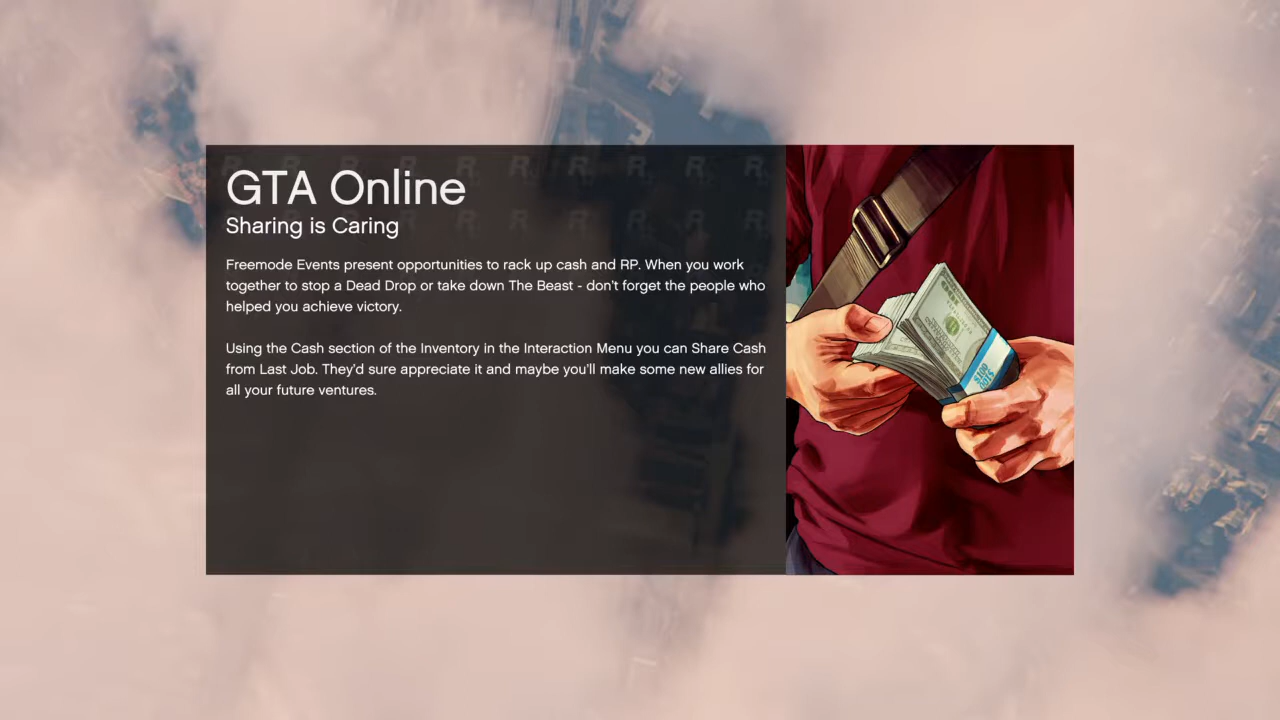 GTA Online
Sharing is Caring
Freemode Events present opportunities to rack up cash and RP. When you work
together to stop a Dead Drop or take down The Beast - don't forget the people who
helped you achieve victory.
Using the Cash section of the Inventory in the Interaction Menu you can Share Cash
from Last Job. They'd sure appreciate it and maybe you'll make some new allies for
all your future ventures.